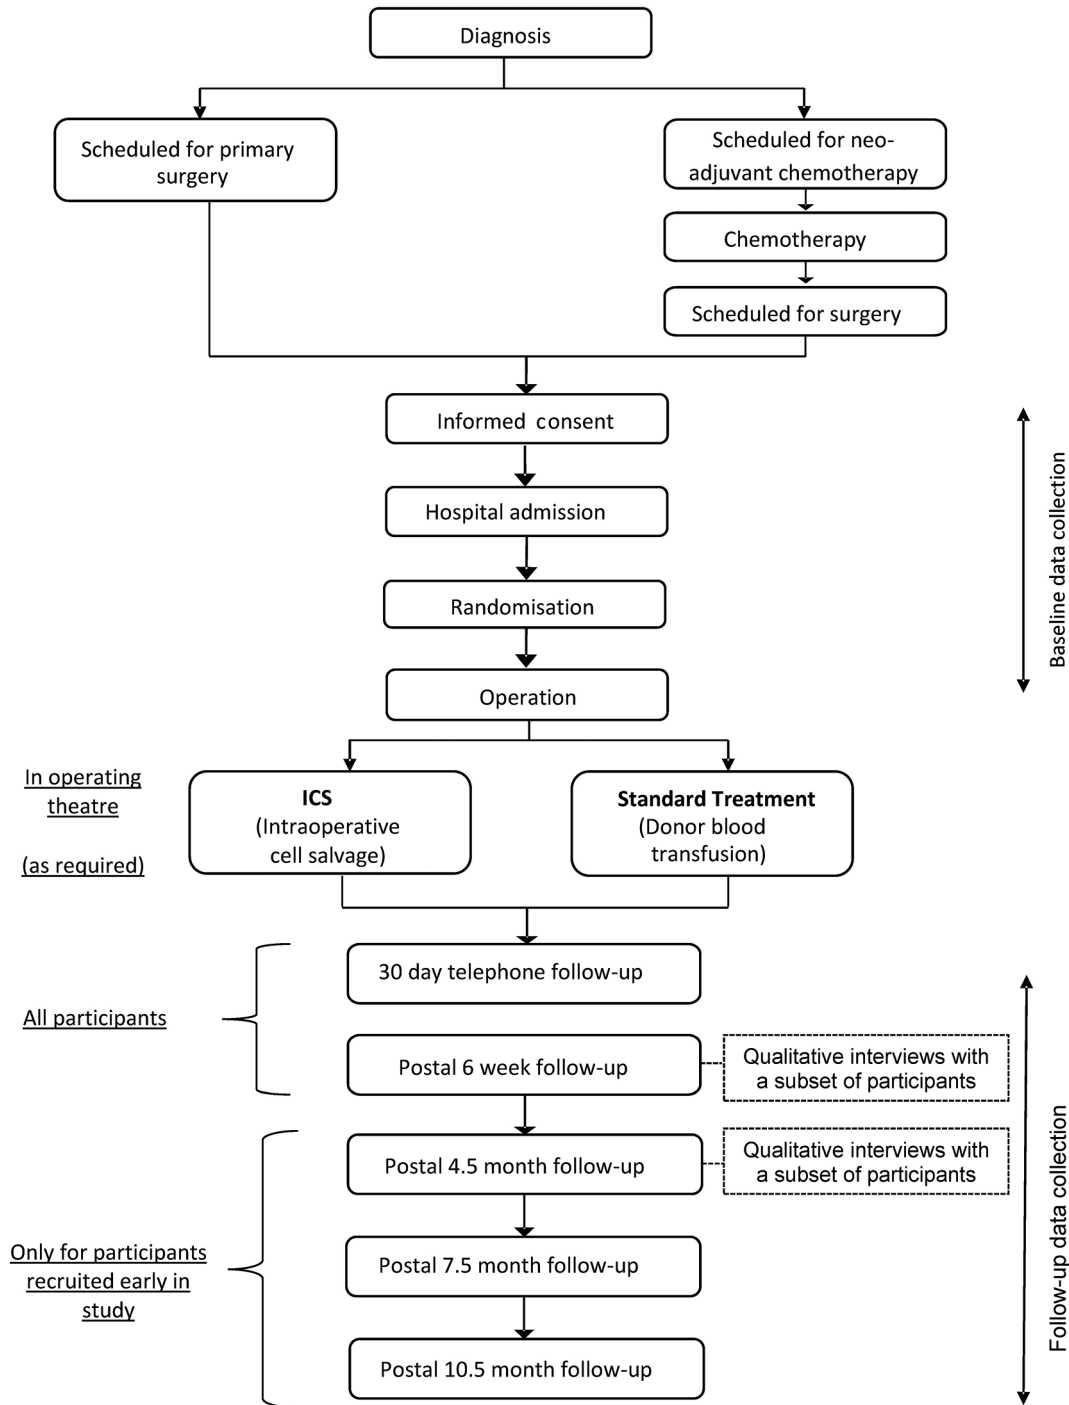 Diagnosis
Scheduled for primary
surgery
Scheduled for neo-
adjuvant chemotherapy
Chemotherapy
Scheduled for surgery
Informed consent
Hospital admission
Randomisation
Operation
Baseline data collection
In operating
theatre
(as required)
ICS
(Intraoperative
cell salvage)
Standard Treatment
(Donor blood
transfusion)
All participants
30 day telephone follow-up
Postal 6 week follow-up
Qualitative interviews with
a subset of participants
Postal 4.5 month follow-up
Qualitative interviews with
a subset of participants
Only for participants
recruited early in
study
Postal 7.5 month follow-up
Postal 10.5 month follow-up
Follow-up data collection